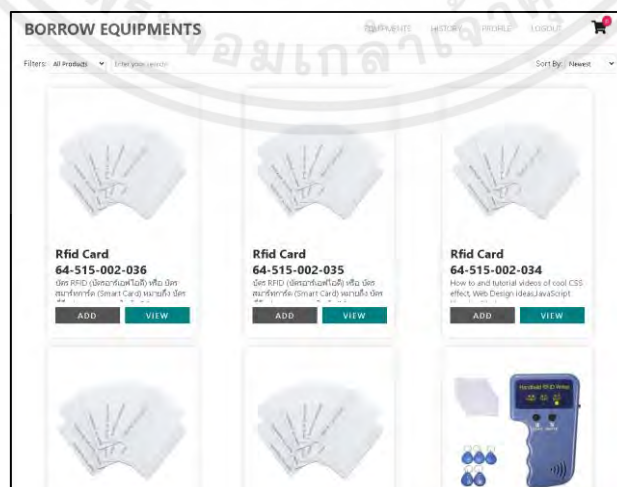 BORROW EQUIPMENTS
EQUIPMENTS HISTORY PROFILE LOGOUT
Filters: All Products Enter your search
Sort By: Newest
Rfid Card
64-515-002-036
บัตร RFID (บัตรอาร์เอฟไอดี) หรือ บัตร
สมาร์ทการ์ด (Smart Card) หมายถึง บัตร
ADD VIEW
Rfid Card
64-515-002-035
บัตร RFID (บัตรอาร์เอฟไอดี) หรือ บัตร
สมาร์ทการ์ด (Smart Card) หมายถึง บัตร
ADD VIEW
Rfid Card
64-515-002-034
How to and tutorial videos of cool CSS
effect, Web Design ideas,JavaScript
ADD VIEW
Handheld RFID Writer